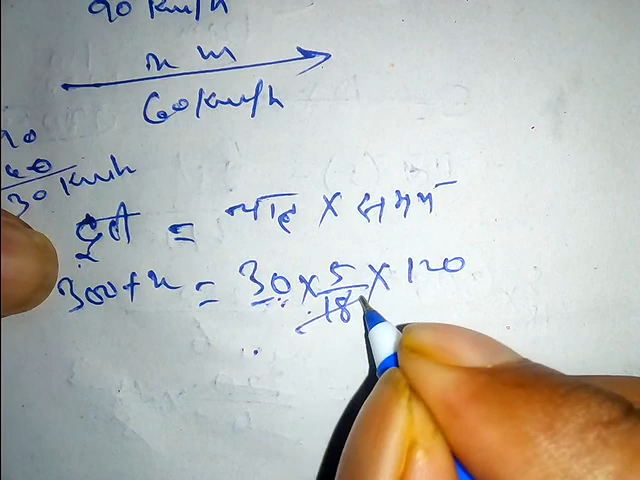 90 km/h
x m
60 km/h
90
60
30 km/h
दुरी = चाल × समय
300 + x = 30 × 5/18 × 120